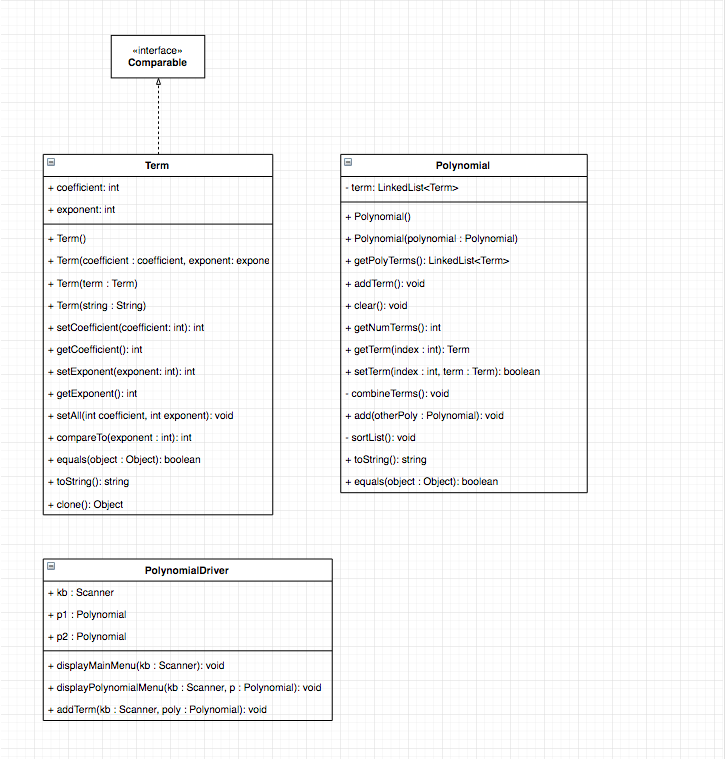 «interface»
Comparable
Term
+ coefficient: int
+ exponent: int
+ Term()
+ Term(coefficient : coefficient, exponent: expone
+ Term(term : Term)
+ Term(string : String)
+ setCoefficient(coefficient: int): int
+ getCoefficient(): int
+ setExponent(exponent: int): int
+ getExponent(): int
+ setAll(int coefficient, int exponent): void
+ compareTo(exponent : int): int
+ equals(object : Object): boolean
+ toString(): string
+ clone(): Object
Polynomial
- term: LinkedList<Term>
+ Polynomial()
+ Polynomial(polynomial : Polynomial)
+ getPolyTerms(): LinkedList<Term>
+ addTerm(): void
+ clear(): void
+ getNumTerms(): int
+ getTerm(index : int): Term
+ setTerm(index : int, term : Term): boolean
- combineTerms(): void
+ add(otherPoly : Polynomial): void
- sortList(): void
+ toString(): string
+ equals(object : Object): boolean
PolynomialDriver
+ kb : Scanner
+ p1 : Polynomial
+ p2 : Polynomial
+ displayMainMenu(kb : Scanner): void
+ displayPolynomialMenu(kb : Scanner, p : Polynomial): void
+ addTerm(kb : Scanner, poly : Polynomial): void